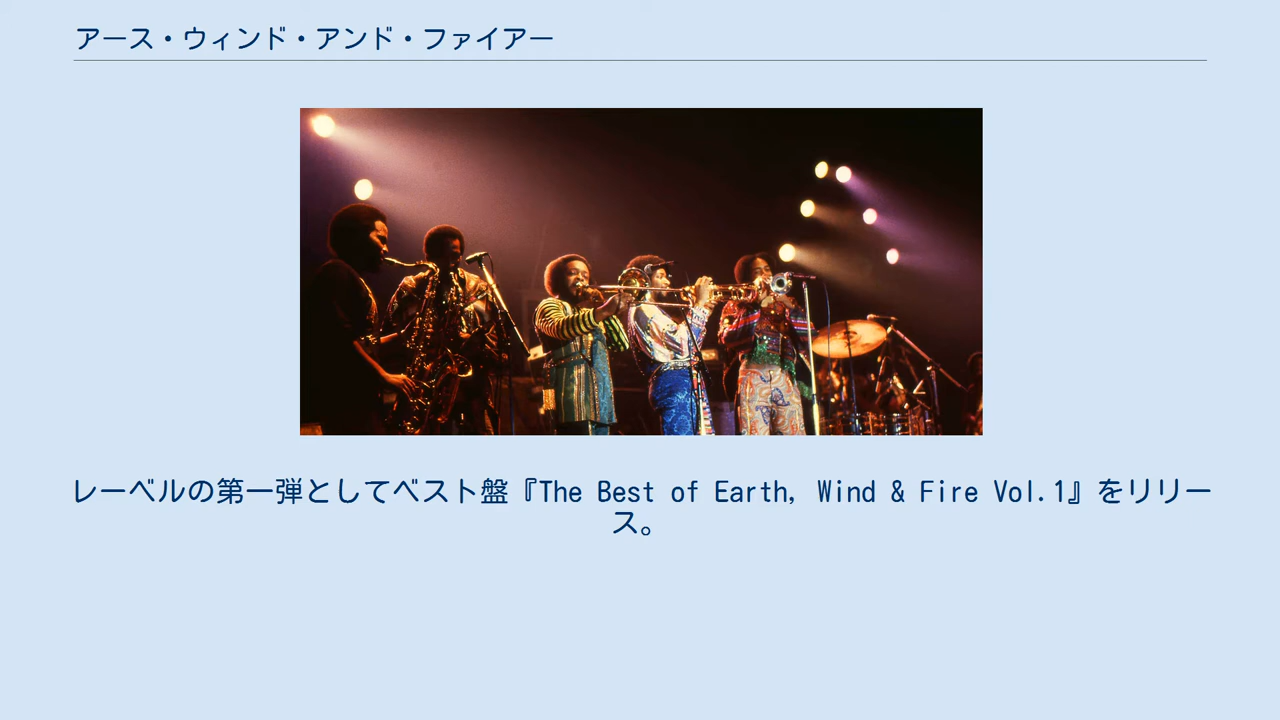 アース・ウィンド・アンド・ファイアー
レーベルの第一弾としてベスト盤『The Best of Earth, Wind & Fire Vol.1』をリリー
ス。